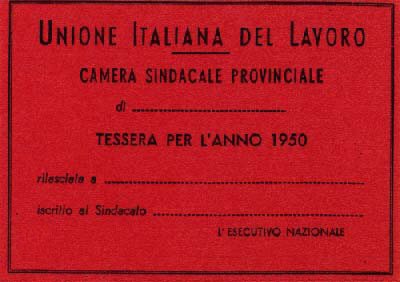 UNIONE ITALIANA DEL LAVORO
CAMERA SINDACALE PROVINCIALE
di
TESSERA PER L'ANNO 1950
rilasciata a
iscritto al Sindacato
L'ESECUTIVO NAZIONALE